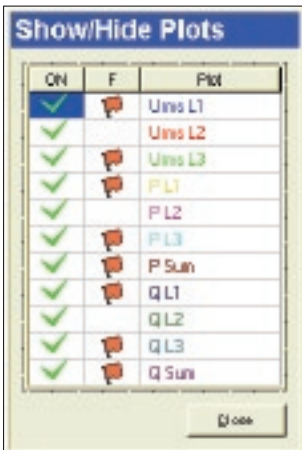 Show/Hide Plots
ON F Plot
Urms L1
Urms L2
Urms L3
P L1
P L2
P L3
P Sum
Q L1
Q L2
Q L3
Q Sum
Close